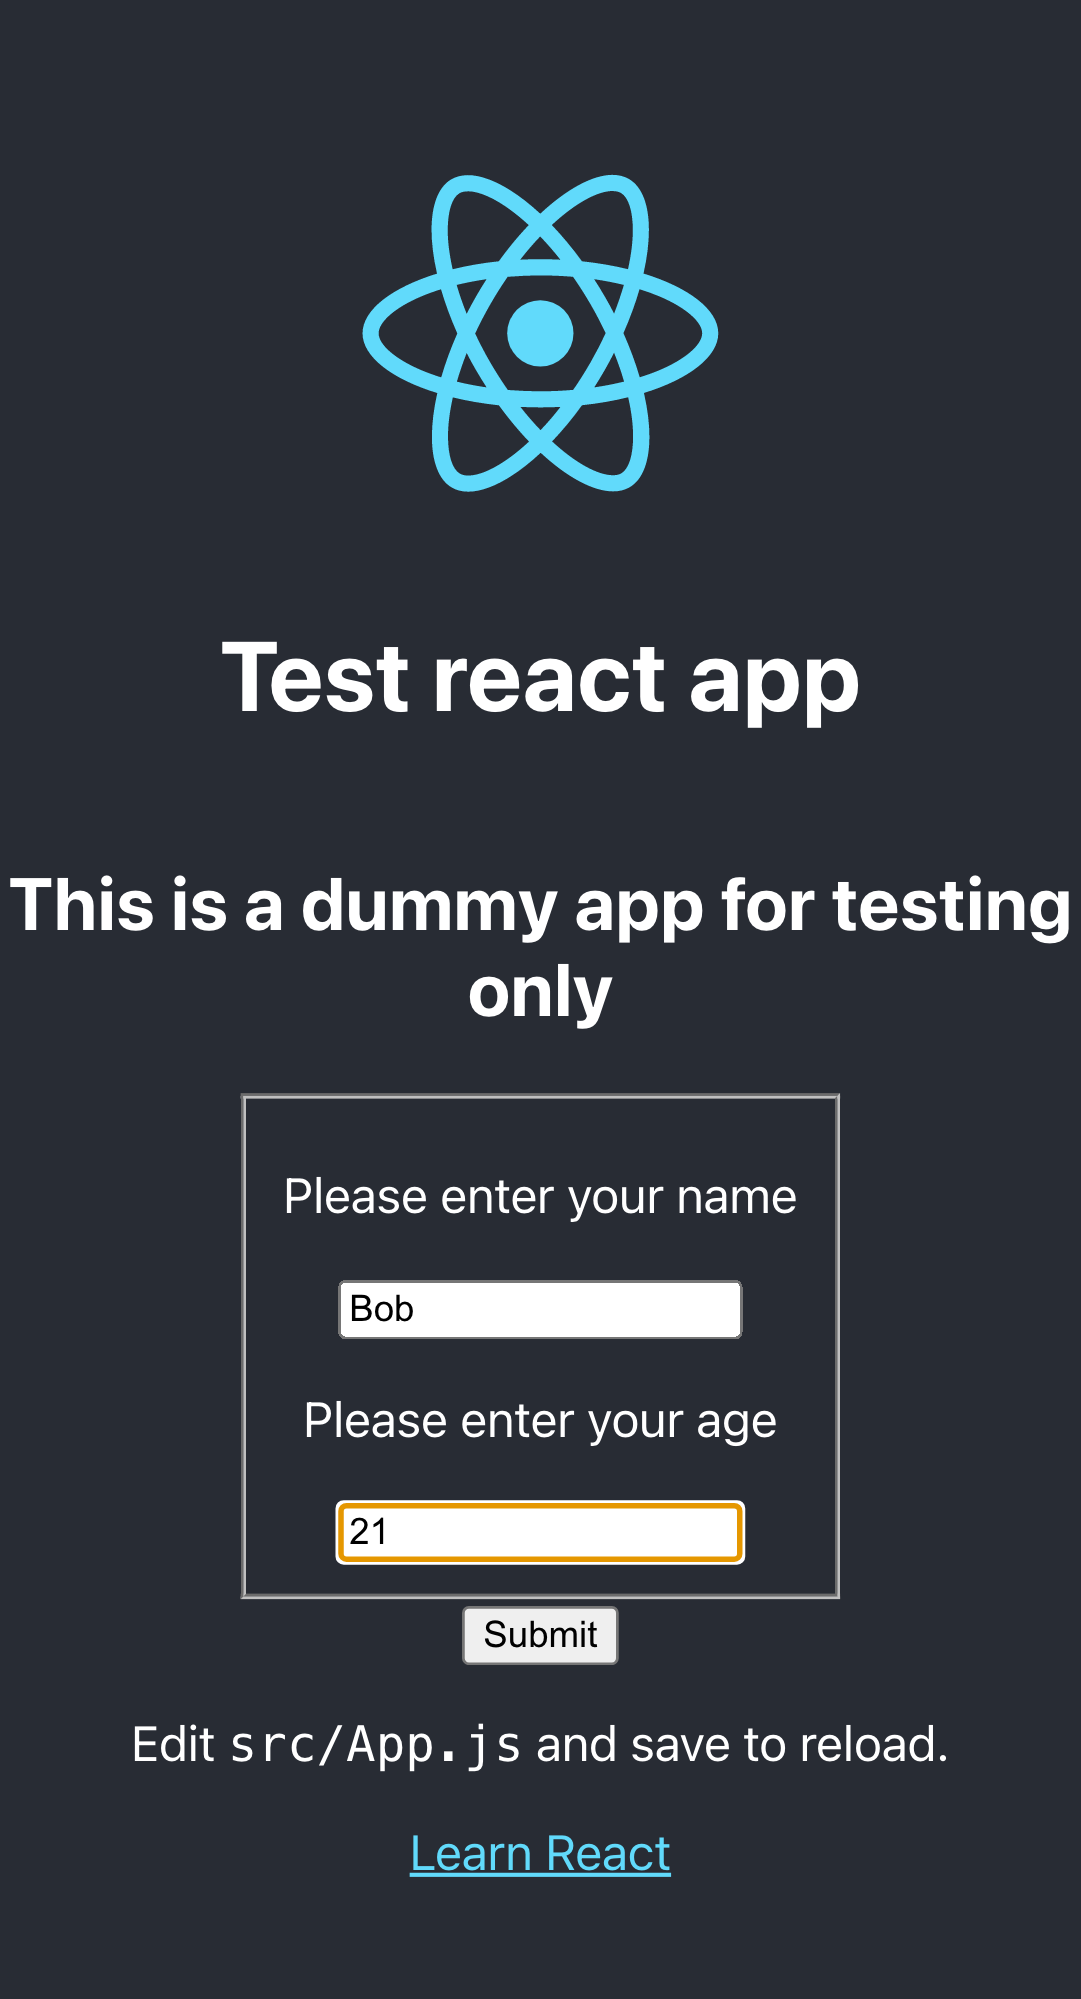 Test react app
This is a dummy app for testing
only
Please enter your name
Bob
Please enter your age
21
Submit
Edit src/App.js and save to reload.
Learn React